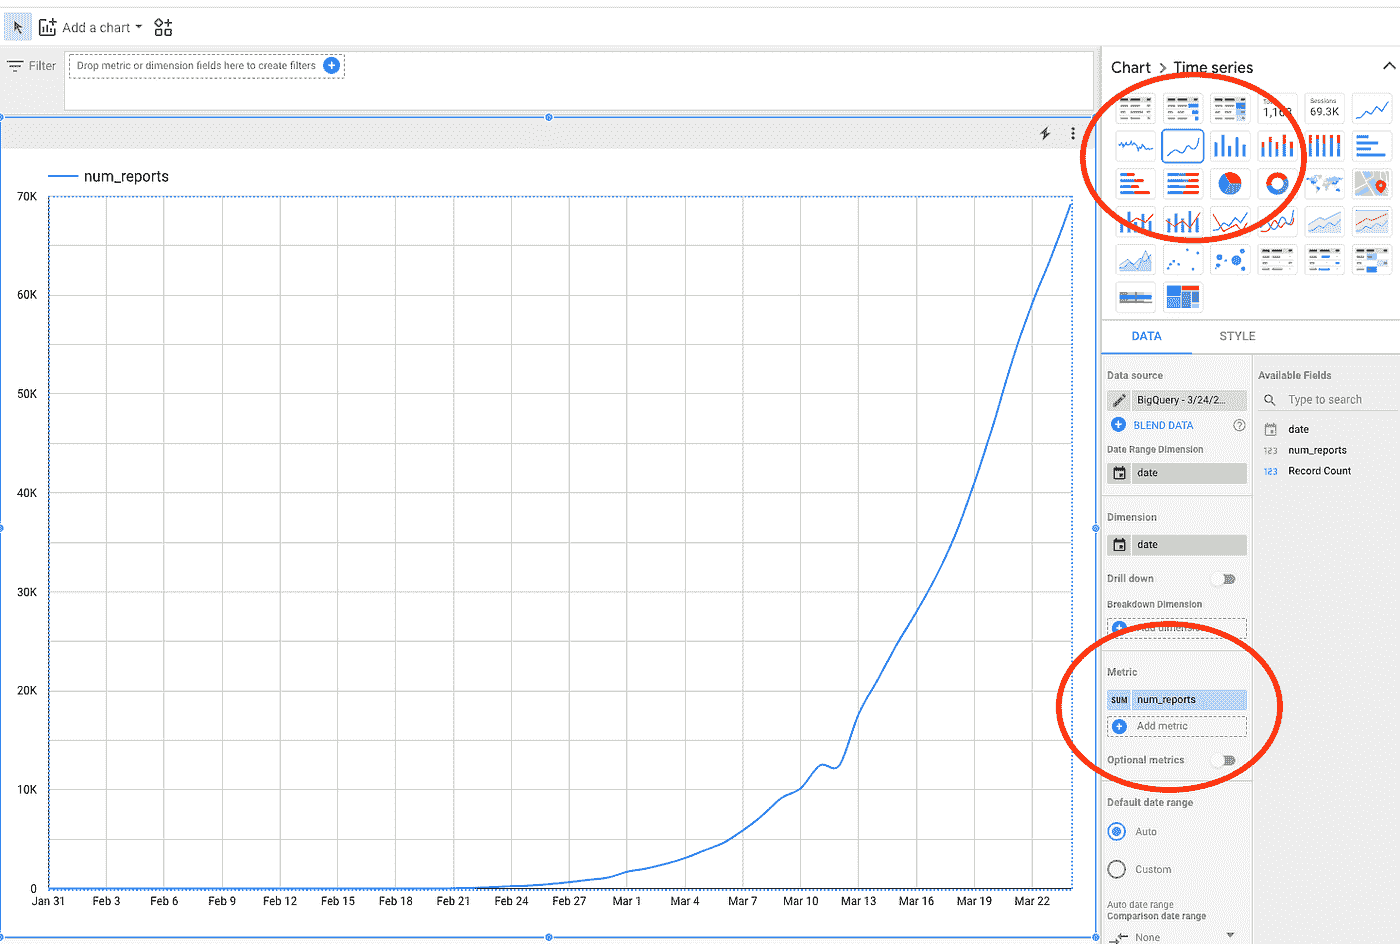 Add a chart
Filter
Drop metric or dimension fields here to create filters
Chart > Time series
Sessions
69.3K
num_reports
70K
60K
50K
40K
30K
20K
10K
0
Jan 31 Feb 3 Feb 6 Feb 9 Feb 12 Feb 15 Feb 18 Feb 21 Feb 24 Feb 27 Mar 1 Mar 4 Mar 7 Mar 10 Mar 13 Mar 16 Mar 19 Mar 22
DATA STYLE
Data source
BigQuery - 3/24/2...
BLEND DATA
Date Range Dimension
date
Dimension
date
Drill down
Breakdown Dimension
Add dimension
Metric
SUM num_reports
Add metric
Optional metrics
Default date range
Auto
Custom
Auto date range
Comparison date range
None
Available Fields
Type to search
date
123 num_reports
123 Record Count